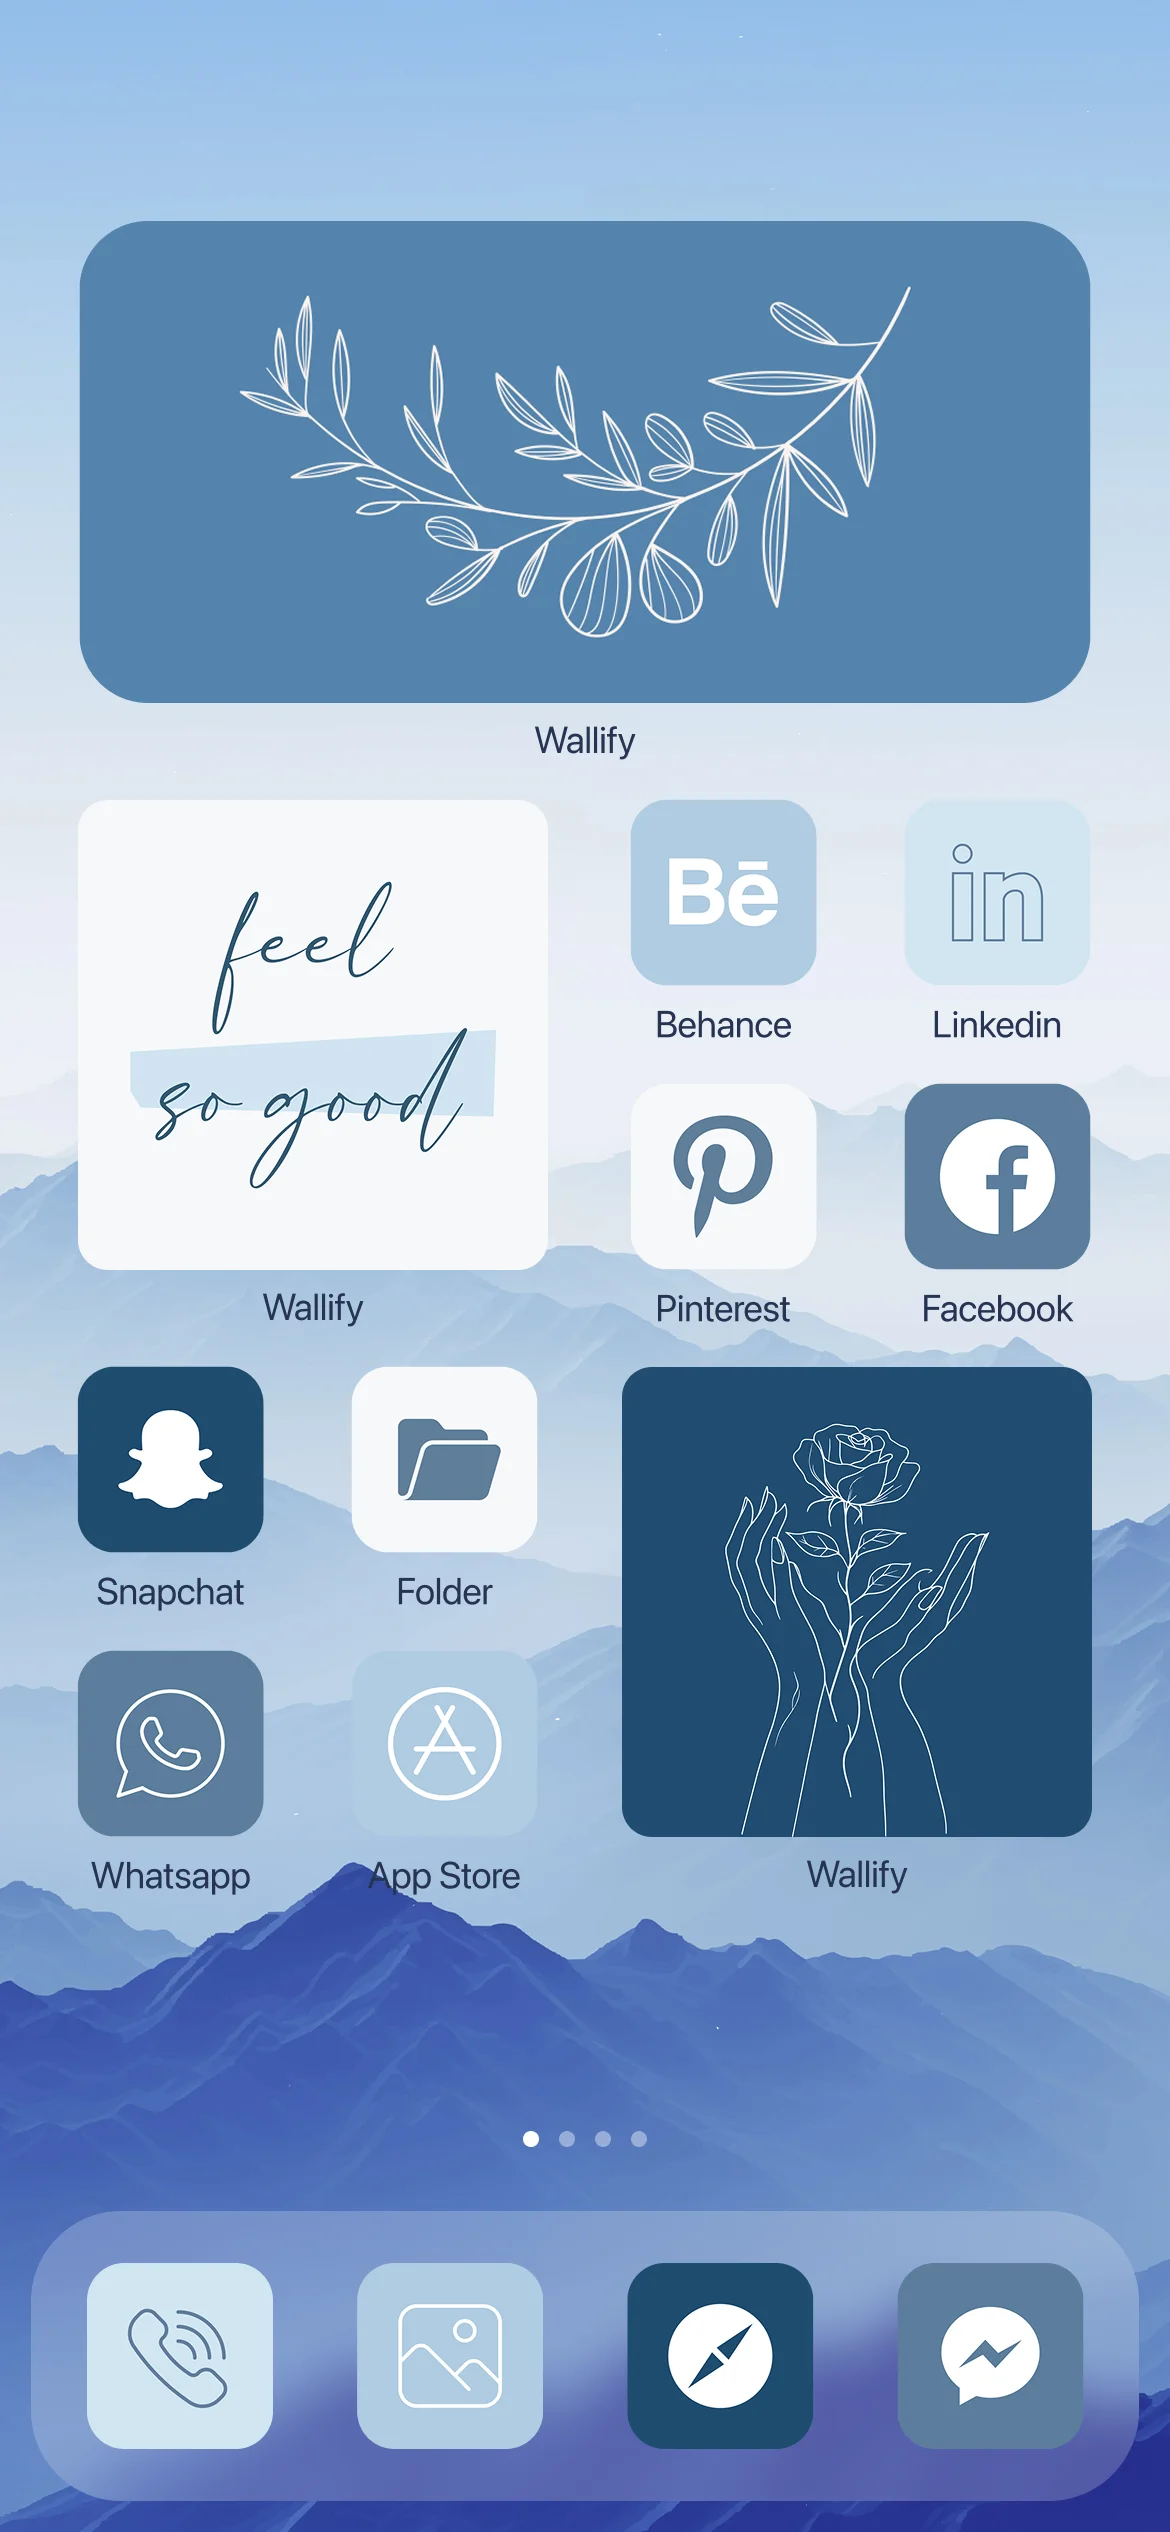 Wallify
feel
so good
Wallify
Bē
Behance
in
Linkedin
Pinterest
f
Facebook
Snapchat
Folder
Whatsapp
App Store
Wallify